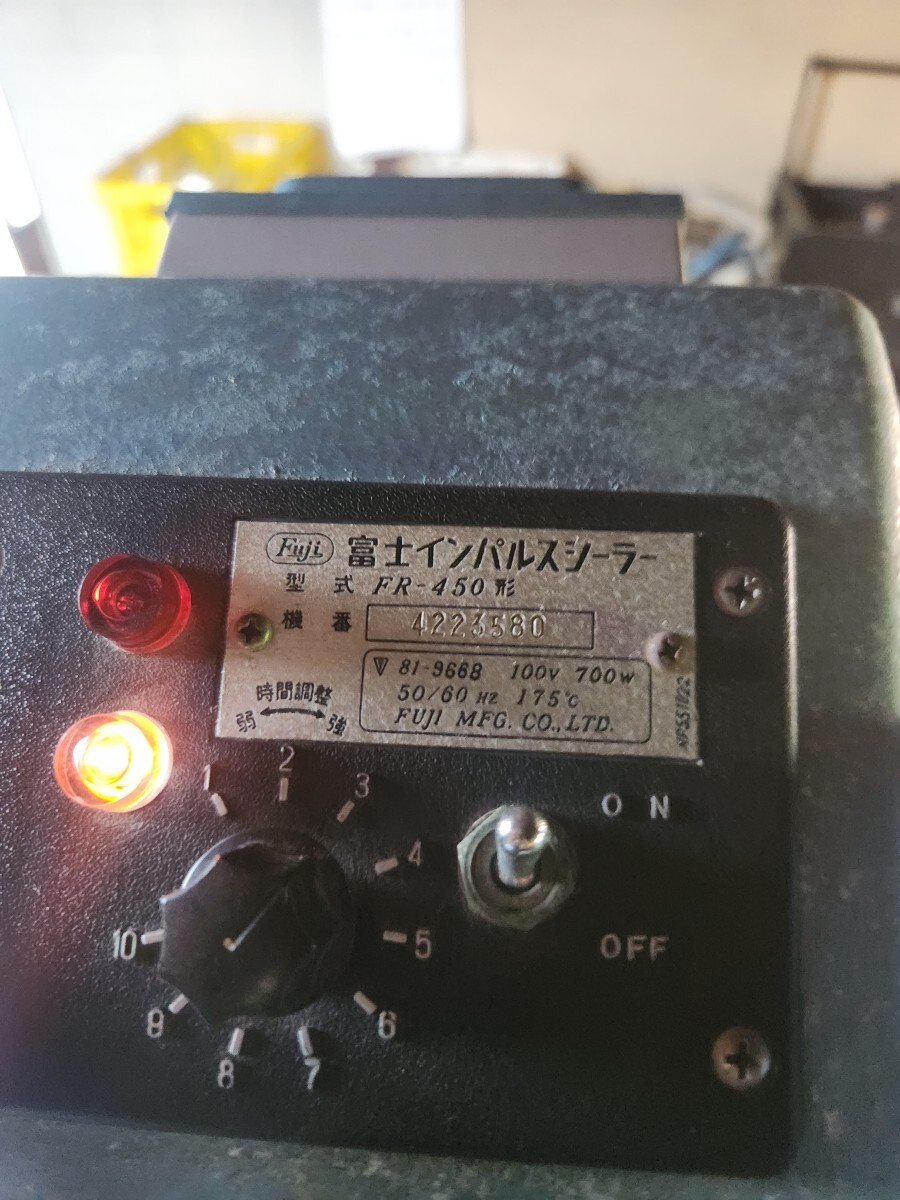 Fuji 富士インパルスシーラー
型式 FR-450形
機番 4223580
81-9668 100V 700W
50/60 HZ 175℃
FUJI MFG. CO., LTD.
時間調整
弱 強
1
2
3
4
5
6
7
8
9
10
ON
OFF